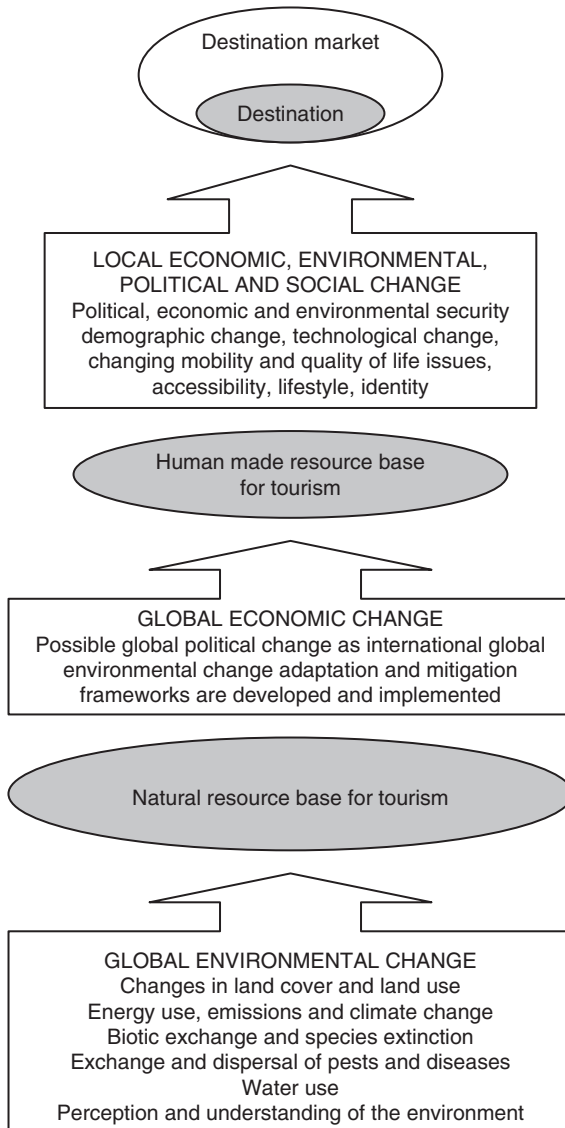 Destination market
Destination
LOCAL ECONOMIC, ENVIRONMENTAL,
POLITICAL AND SOCIAL CHANGE
Political, economic and environmental security
demographic change, technological change,
changing mobility and quality of life issues,
accessibility, lifestyle, identity
Human made resource base
for tourism
GLOBAL ECONOMIC CHANGE
Possible global political change as international global
environmental change adaptation and mitigation
frameworks are developed and implemented
Natural resource base for tourism
GLOBAL ENVIRONMENTAL CHANGE
Changes in land cover and land use
Energy use, emissions and climate change
Biotic exchange and species extinction
Exchange and dispersal of pests and diseases
Water use
Perception and understanding of the environment